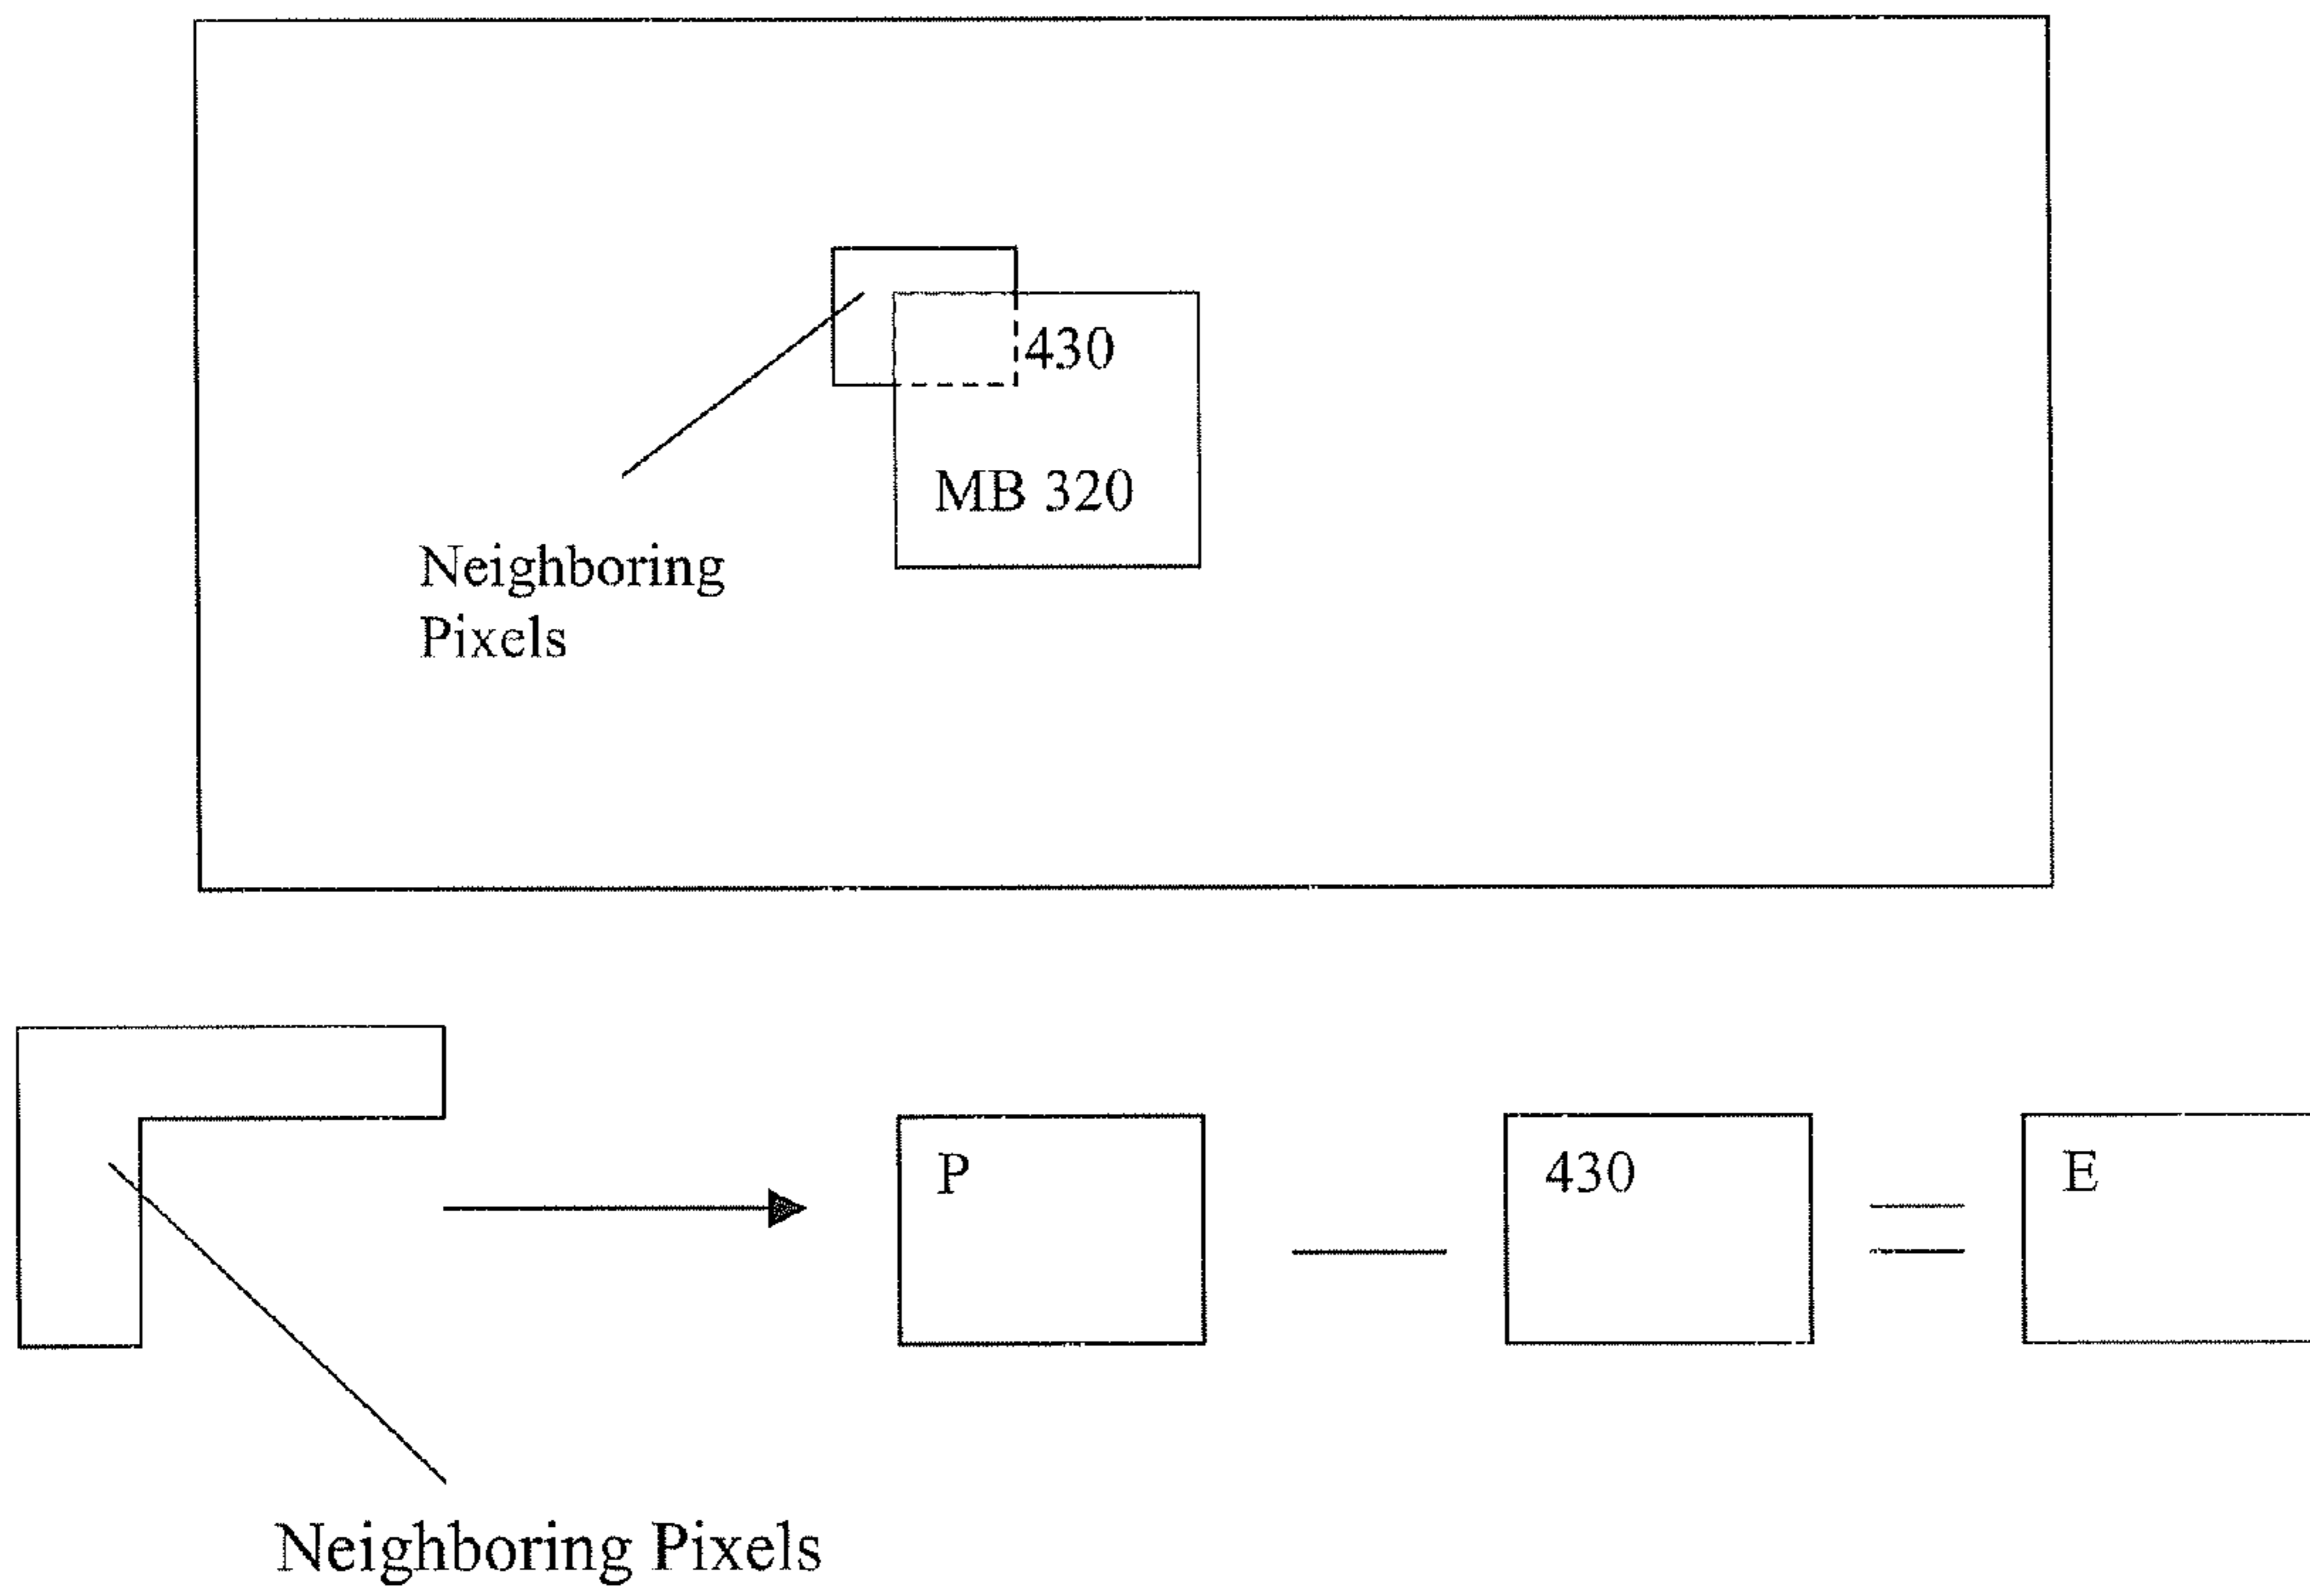 430
MB 320
Neighboring
Pixels
P
430
E
Neighboring Pixels